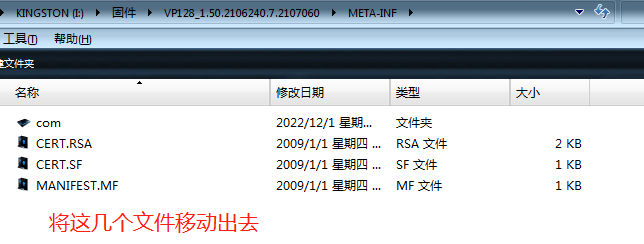 KINGSTON (I:) ▸ 固件 ▸ VP128_1.50.2106240.7.2107060 ▸ META-INF ▸
工具(T) 帮助(H)
文件夹
名称 修改日期 类型 大小
com 2022/12/1 星期... 文件夹
CERT.RSA 2009/1/1 星期四 ... RSA 文件 2 KB
CERT.SF 2009/1/1 星期四 ... SF 文件 1 KB
MANIFEST.MF 2009/1/1 星期四 ... MF 文件 1 KB
将这几个文件移动出去